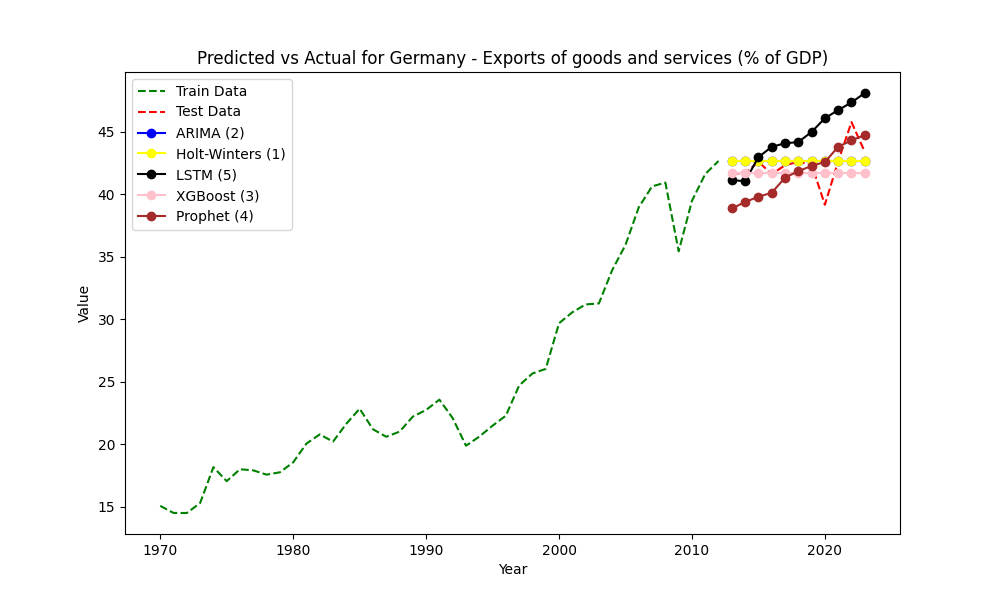 Predicted vs Actual for Germany - Exports of goods and services (% of GDP)
Train Data
Test Data
ARIMA (2)
Holt-Winters (1)
LSTM (5)
XGBoost (3)
Prophet (4)
Value
45
40
35
30
25
20
15
1970
1980
1990
2000
2010
2020
Year